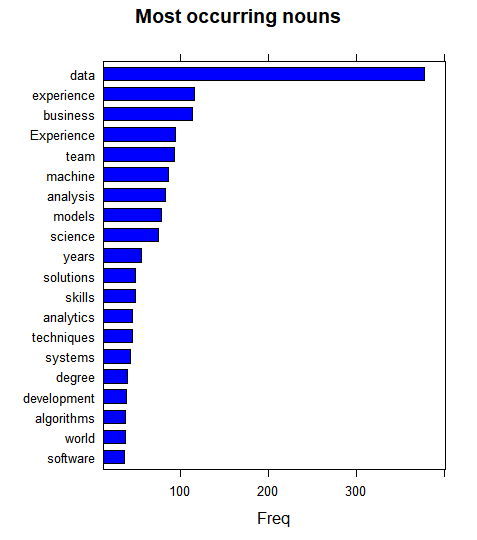 Most occurring nouns
data
experience
business
Experience
team
machine
analysis
models
science
years
solutions
skills
analytics
techniques
systems
degree
development
algorithms
world
software
100 200 300
Freq